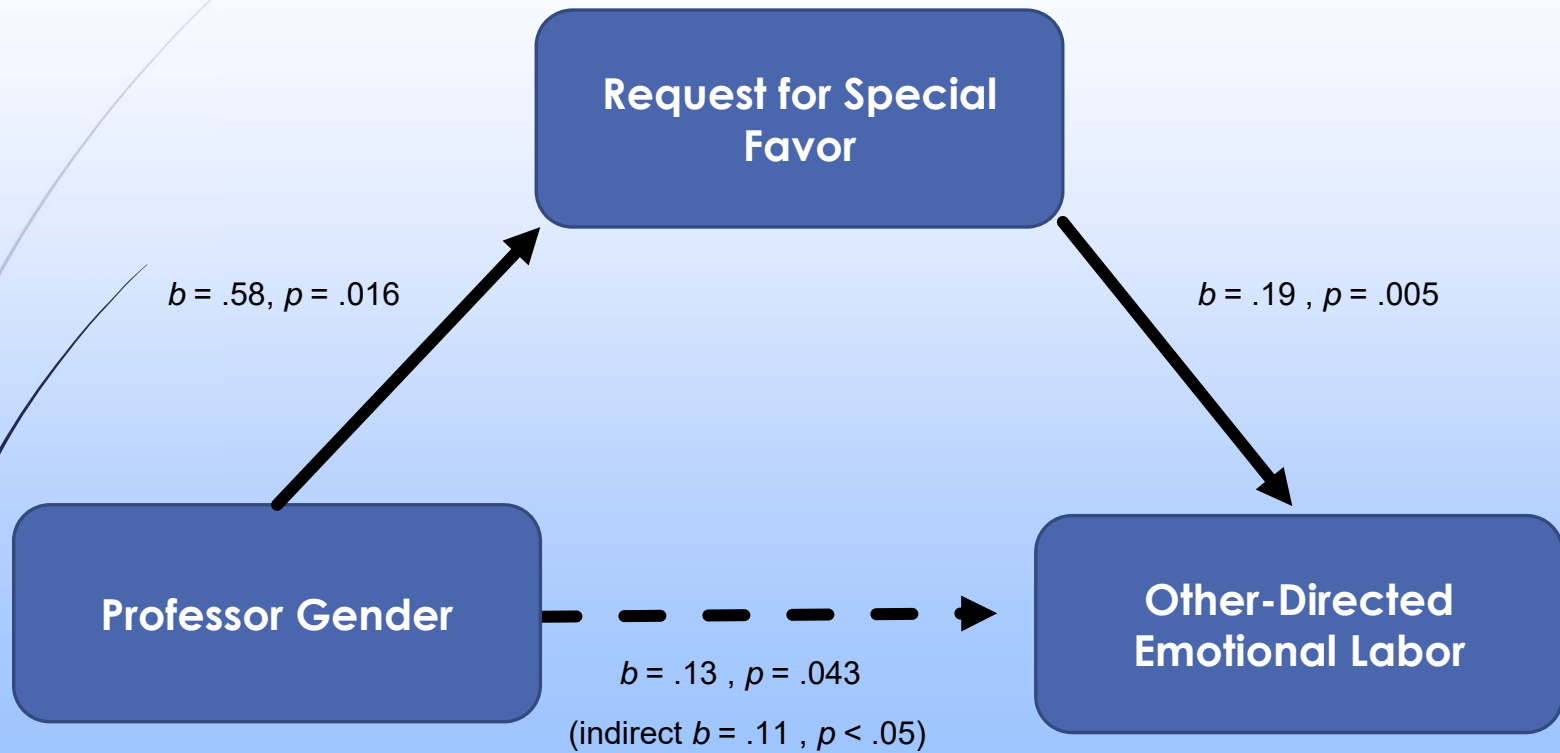 Request for Special
Favor
b = .58, p = .016
b = .19 , p = .005
Professor Gender
Other-Directed
Emotional Labor
b = .13 , p = .043
(indirect b = .11 , p < .05)